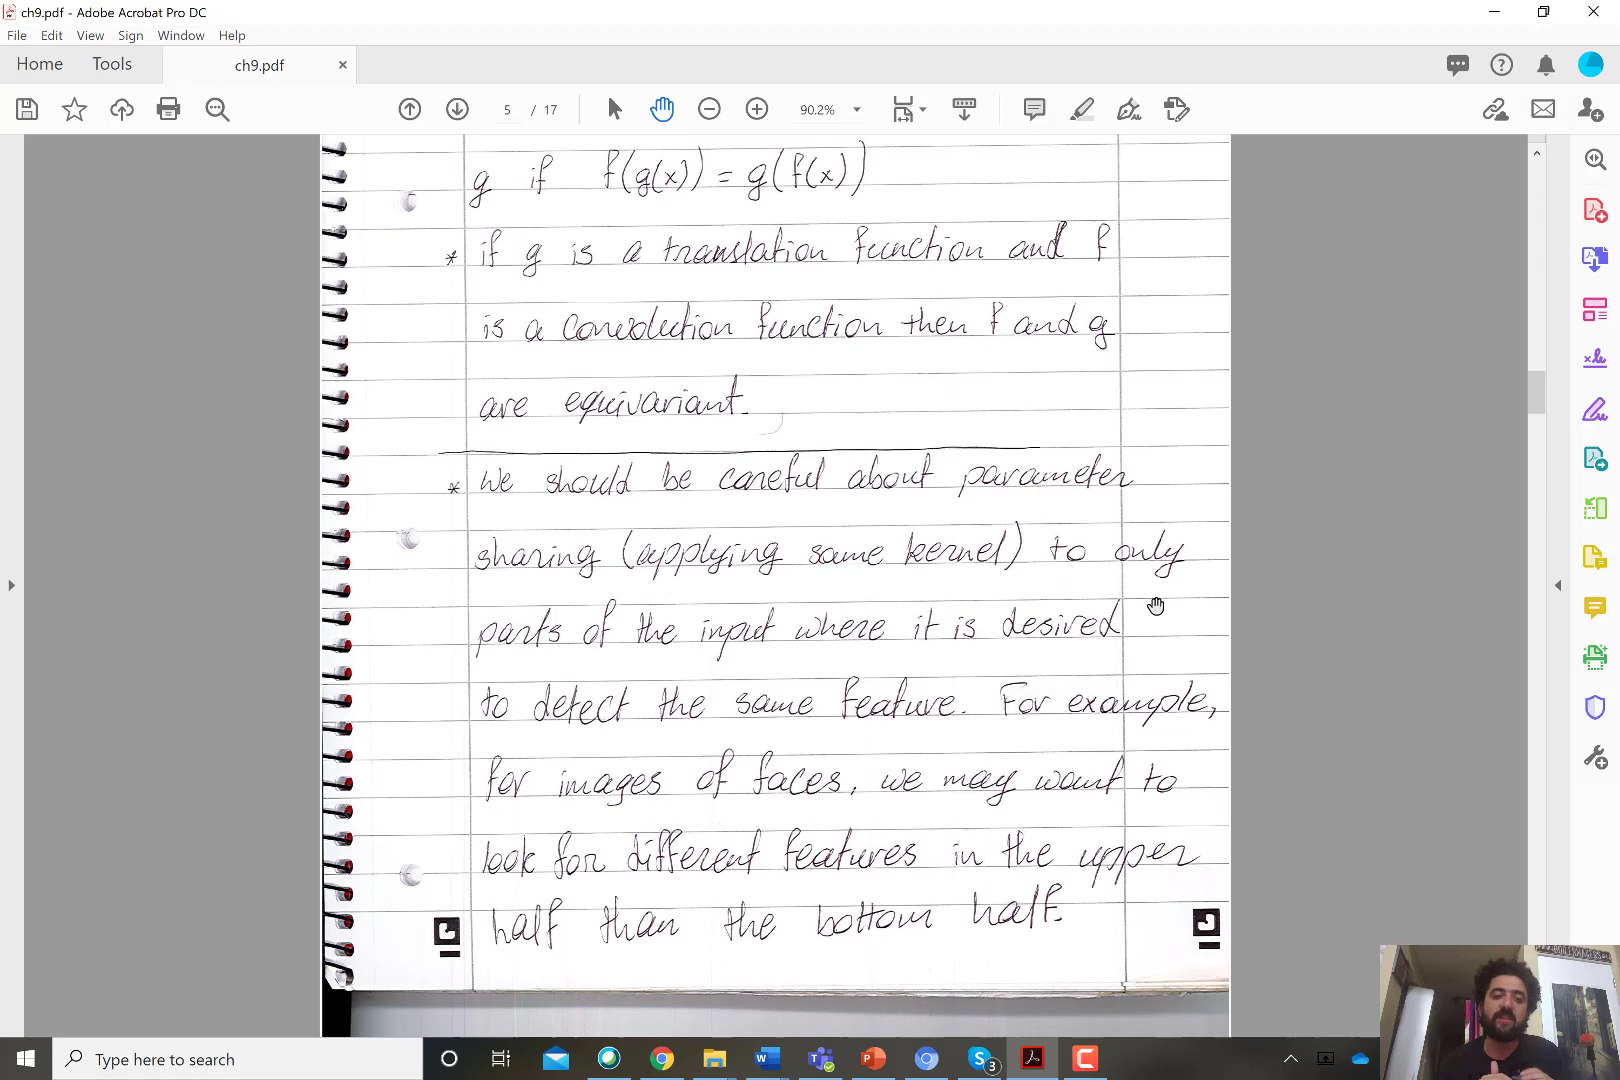 ch9.pdf - Adobe Acrobat Pro DC
File Edit View Sign Window Help
Home Tools ch9.pdf
5 / 17 90.2%
g if f(g(x)) = g(f(x))
* if g is a translation function and f
is a convolution function then f and g
are equivariant.
* We should be careful about parameter
sharing (applying same kernel) to only
parts of the input where it is desired
to detect the same feature. For example,
for images of faces, we may want to
look for different features in the upper
half than the bottom half.
Type here to search
3